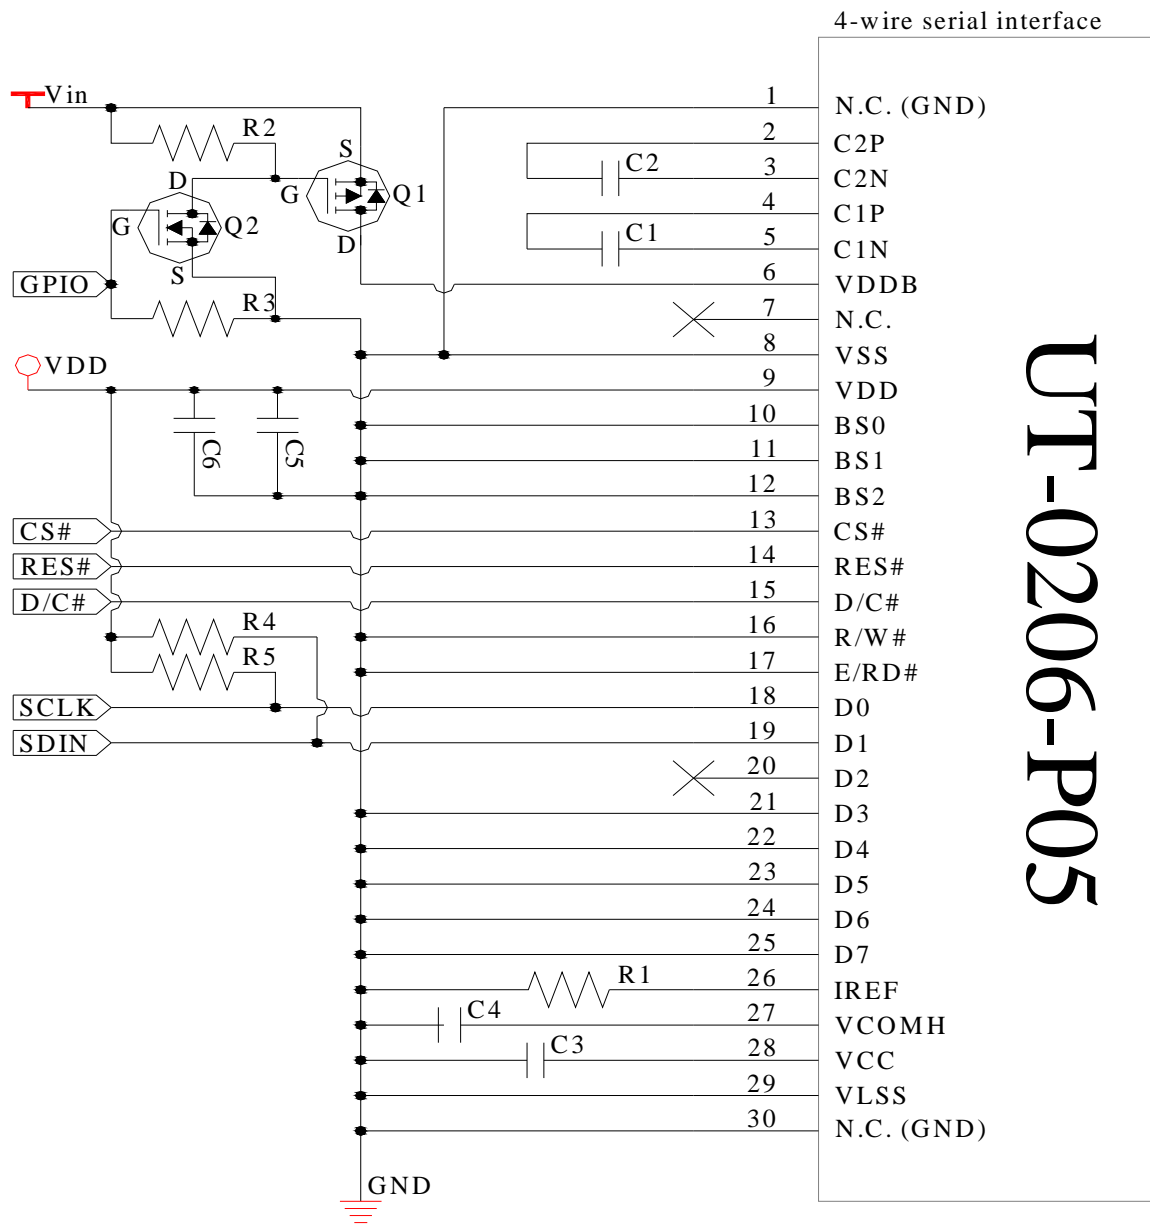 4-wire serial interface
Vin
R2
S
D
G
Q1
G
Q2
D
S
GPIO
R3
VDD
C6
C5
CS#
RES#
D/C#
R4
R5
SCLK
SDIN
C2
C1
R1
C4
C3
GND
1 N.C. (GND)
2 C2P
3 C2N
4 C1P
5 C1N
6 VDDB
7 N.C.
8 VSS
9 VDD
10 BS0
11 BS1
12 BS2
13 CS#
14 RES#
15 D/C#
16 R/W#
17 E/RD#
18 D0
19 D1
20 D2
21 D3
22 D4
23 D5
24 D6
25 D7
26 IREF
27 VCOMH
28 VCC
29 VLSS
30 N.C. (GND)
UT-0206-P05